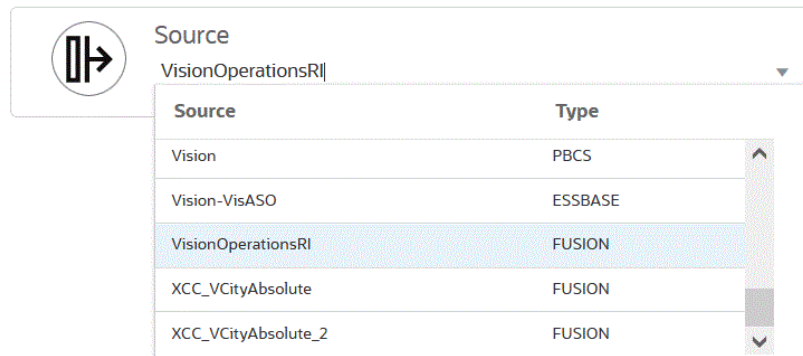 Source
VisionOperationsRI
Source Type
Vision PBCS
Vision-VisASO ESSBASE
VisionOperationsRI FUSION
XCC_VCityAbsolute FUSION
XCC_VCityAbsolute_2 FUSION